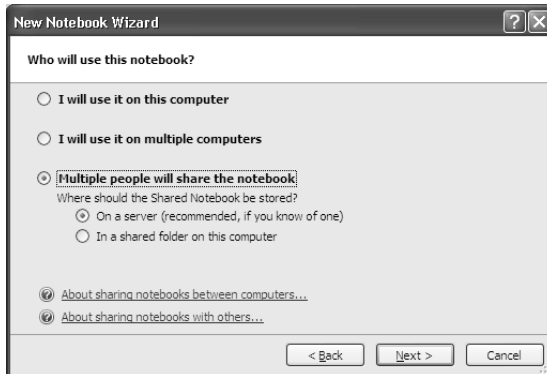 New Notebook Wizard
Who will use this notebook?
I will use it on this computer
I will use it on multiple computers
Multiple people will share the notebook
Where should the Shared Notebook be stored?
On a server (recommended, if you know of one)
In a shared folder on this computer
About sharing notebooks between computers...
About sharing notebooks with others...
< Back Next > Cancel